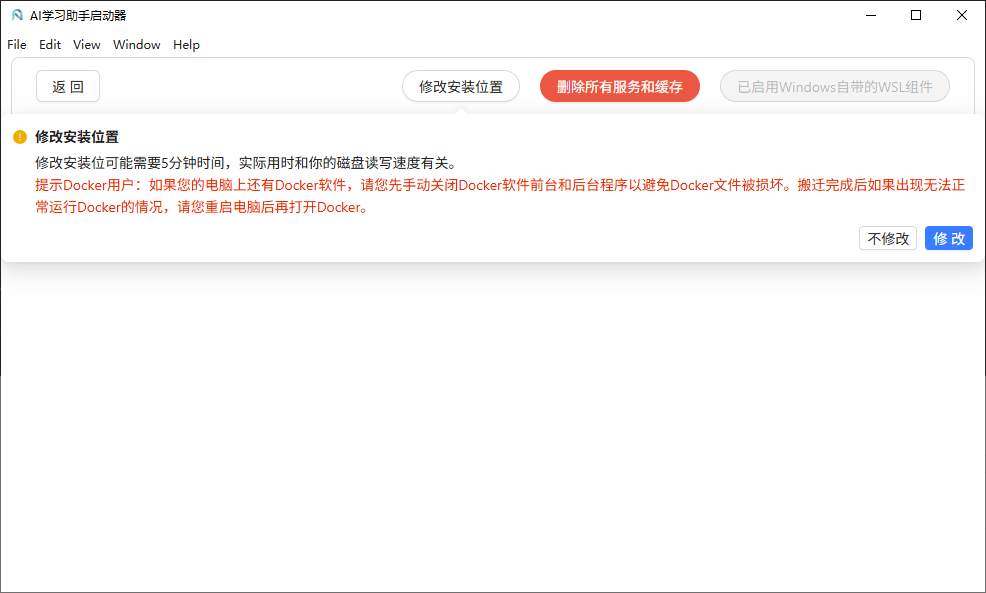 AI学习助手启动器
File Edit View Window Help
返 回 修改安装位置 删除所有服务和缓存 已启用Windows自带的WSL组件
修改安装位置
修改安装位可能需要5分钟时间，实际用时和你的磁盘读写速度有关。
提示Docker用户：如果您的电脑上还有Docker软件，请您先手动关闭Docker软件前台和后台程序以避免Docker文件被损坏。搬迁完成后如果出现无法正
常运行Docker的情况，请您重启电脑后再打开Docker。
不修改 修 改